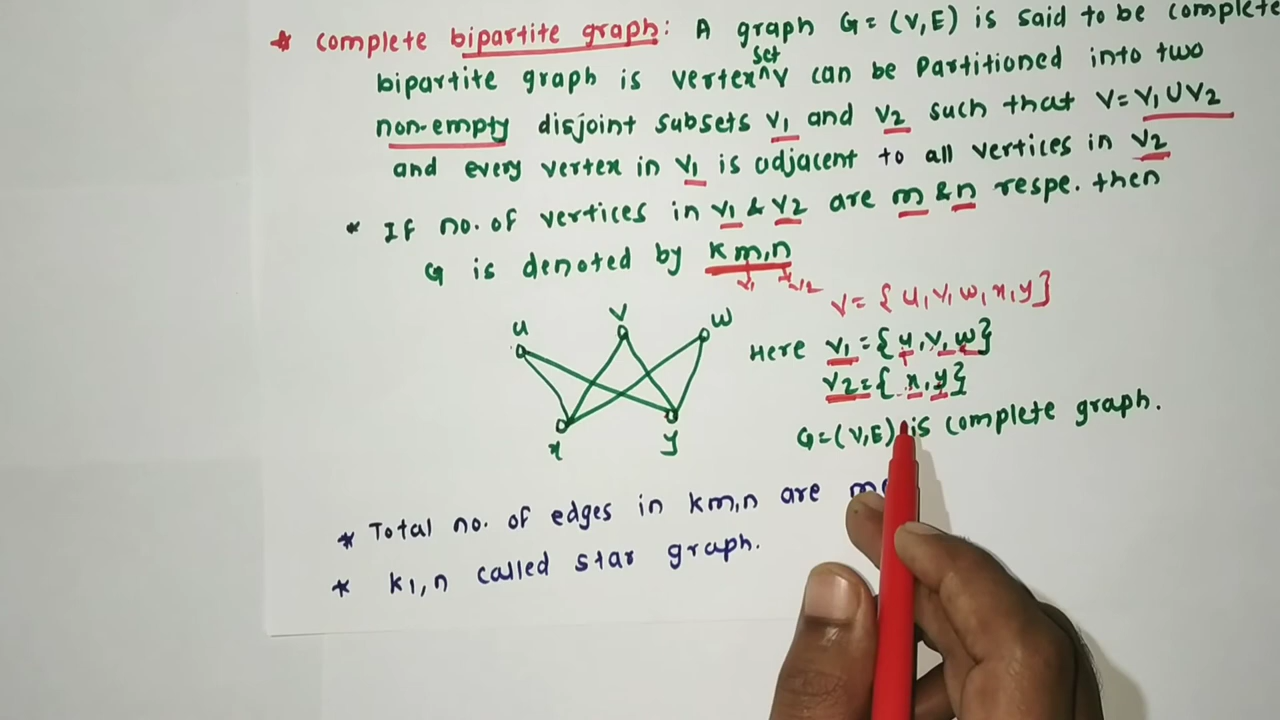 * Complete bipartite graph: A graph G = (V,E) is said to be complete
bipartite graph is vertex ^set V can be Partitioned into two
non-empty disjoint subsets V1 and V2 such that V = V1 U V2
and every vertex in V1 is adjacent to all vertices in V2
* If no. of vertices in V1 & V2 are m & n respe. then
G is denoted by Km,n
V1 V2
V = {u,v,w,x,y}
u v w
Here V1 = {u,v,w}
V2 = {x,y}
x y
G = (V,E) is complete graph.
* Total no. of edges in Km,n are
* K1,n called star graph.